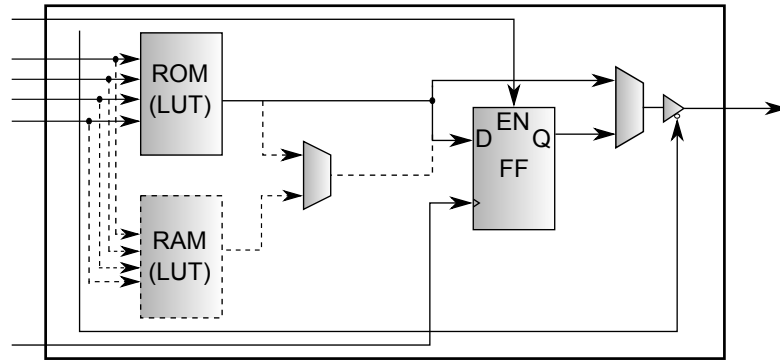 ROM
(LUT)
EN
D
Q
FF
RAM
(LUT)